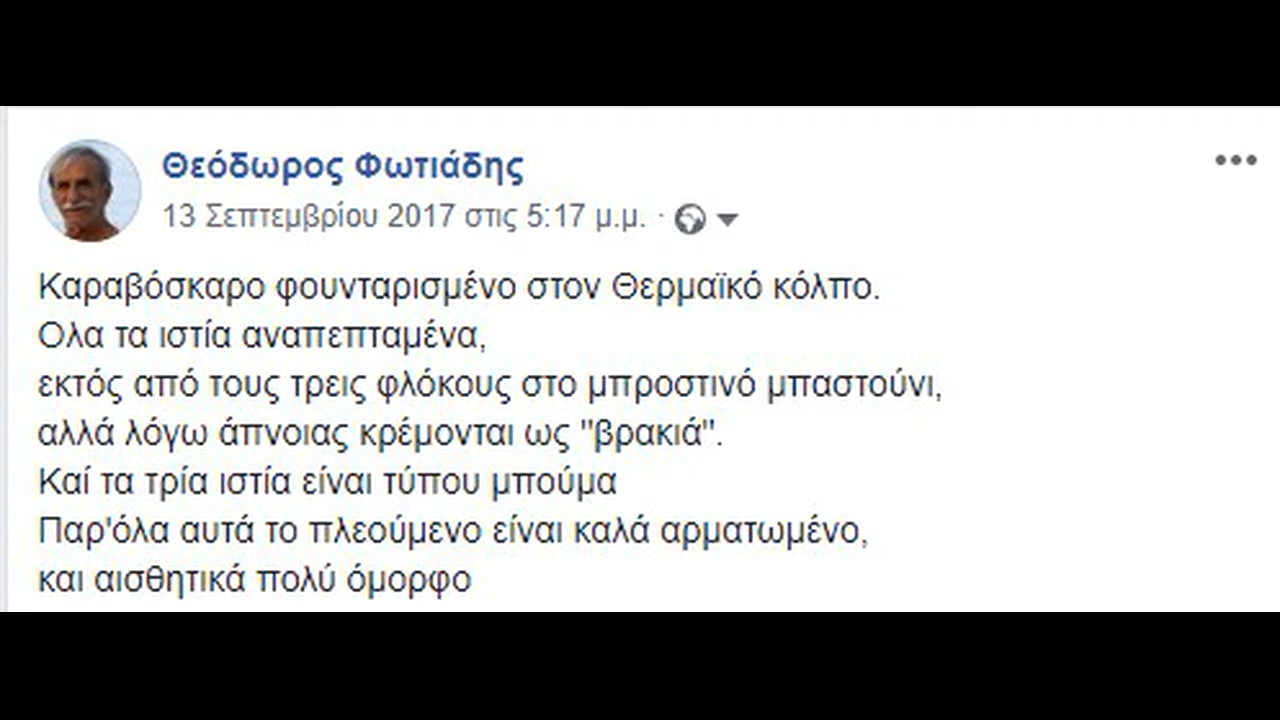 Θεόδωρος Φωτιάδης
13 Σεπτεμβρίου 2017 στις 5:17 μ.μ. ·
Καραβόσκαρο φουνταρισμένο στον Θερμαϊκό κόλπο.
Ολα τα ιστία αναπεπταμένα,
εκτός από τους τρεις φλόκους στο μπροστινό μπαστούνι,
αλλά λόγω άπνοιας κρέμονται ως "βρακιά".
Καί τα τρία ιστία είναι τύπου μπούμα
Παρ'όλα αυτά το πλεούμενο είναι καλά αρματωμένο,
και αισθητικά πολύ όμορφο